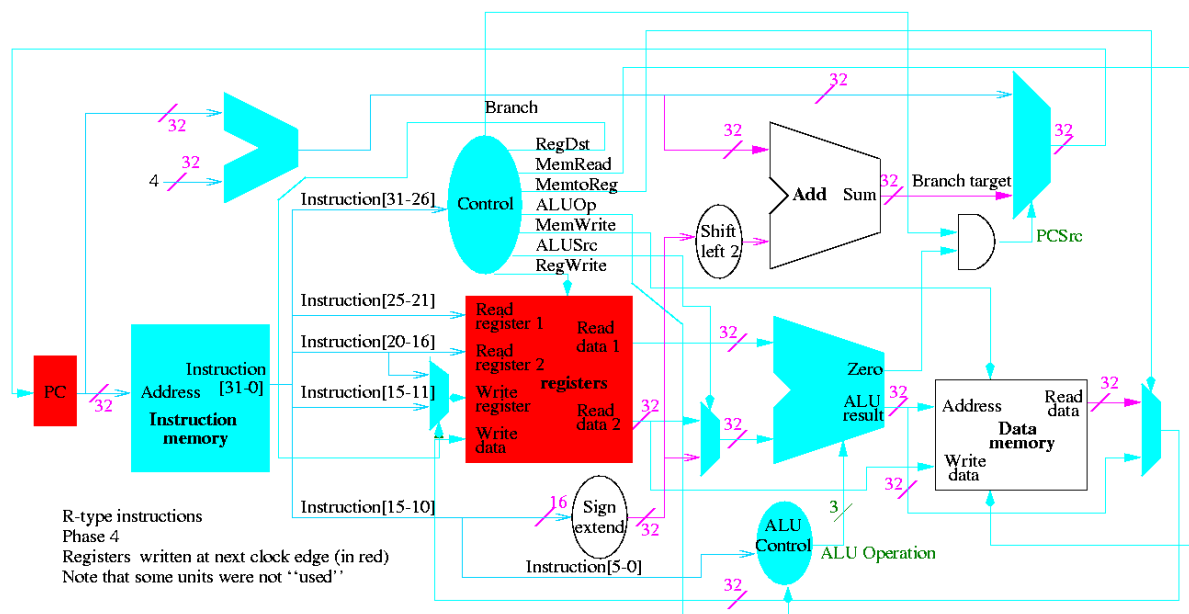 32
4
32
Branch
RegDst
MemRead
MemtoReg
ALUOp
MemWrite
ALUSrc
RegWrite
Control
Instruction[31-26]
32
32
32
Add
Sum
32
Branch target
Shift
left 2
PCSrc
PC
32
Address
Instruction
[31-0]
Instruction
memory
Instruction[25-21]
Instruction[20-16]
Instruction[15-11]
Read
register 1
Read
register 2
Write
register
Write
data
Read
data 1
registers
Read
data 2
32
32
32
Zero
ALU
result
32
Address
Read
data
Data
memory
Write
data
32
32
Instruction[15-10]
16
Sign
extend
32
Instruction[5-0]
ALU
Control
3
ALU Operation
32
R-type instructions
Phase 4
Registers written at next clock edge (in red)
Note that some units were not ‘‘used’’